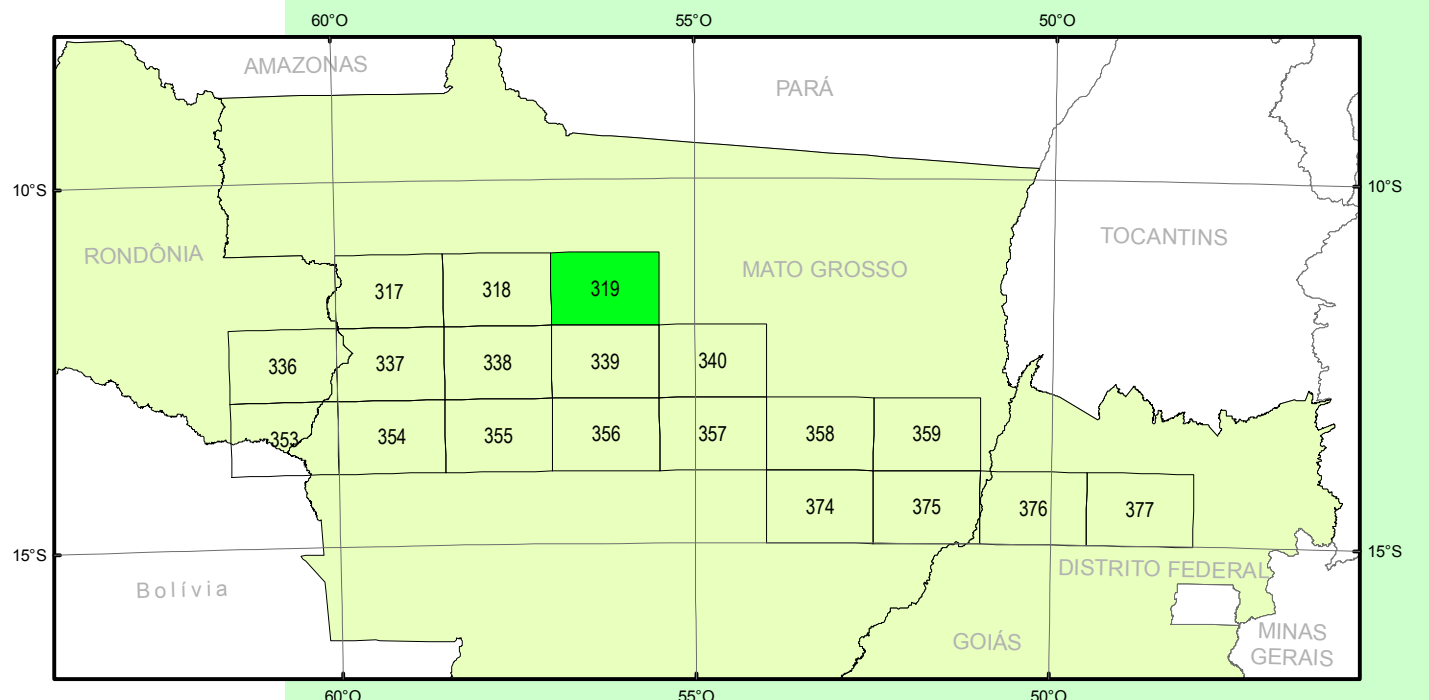 60°O 55°O 50°O
AMAZONAS
PARÁ
10°S 10°S
RONDÔNIA
TOCANTINS
MATO GROSSO
317 318 319
336 337 338 339 340
353 354 355 356 357 358 359
374 375 376 377
15°S 15°S
DISTRITO FEDERAL
Bolívia
GOIÁS
MINAS
GERAIS
60°O 55°O 50°O